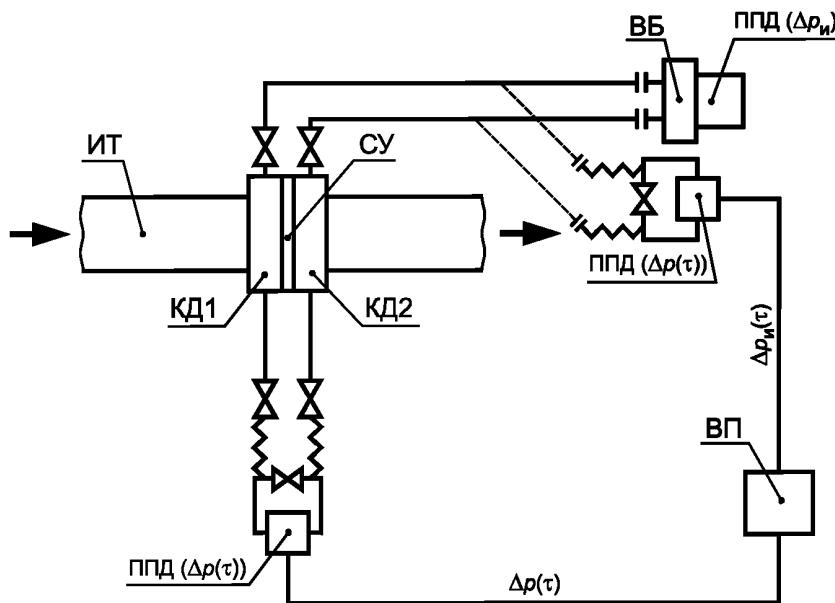 ВБ
ППД (Δpи)
ИТ
СУ
ППД (Δp(τ))
КД1
КД2
Δpи(τ)
ВП
ППД (Δp(τ))
Δp(τ)